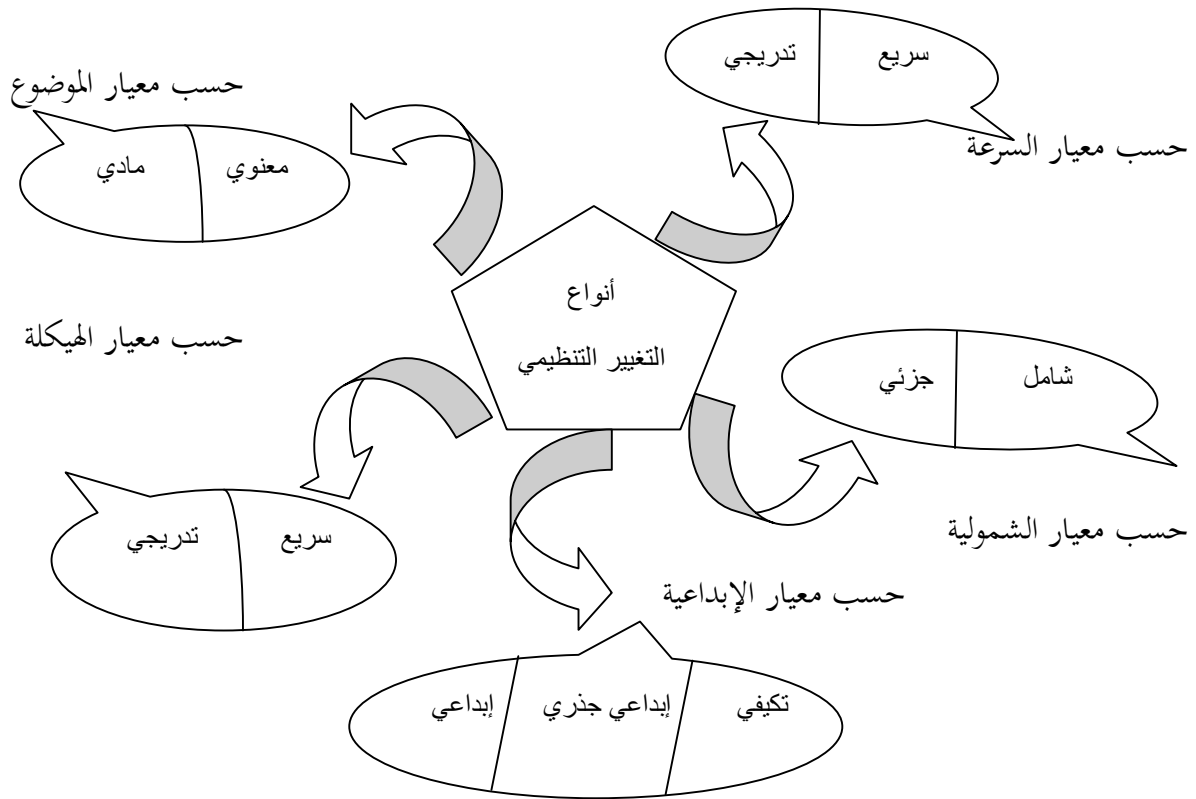 سريع
تدريجي
حسب معيار الموضوع
حسب معيار السرعة
معنوي
مادي
أنواع
التغيير التنظيمي
حسب معيار الهيكلة
شامل
جزئي
سريع
تدريجي
حسب معيار الشمولية
حسب معيار الإبداعية
تكيفي
إبداعي جذري
إبداعي